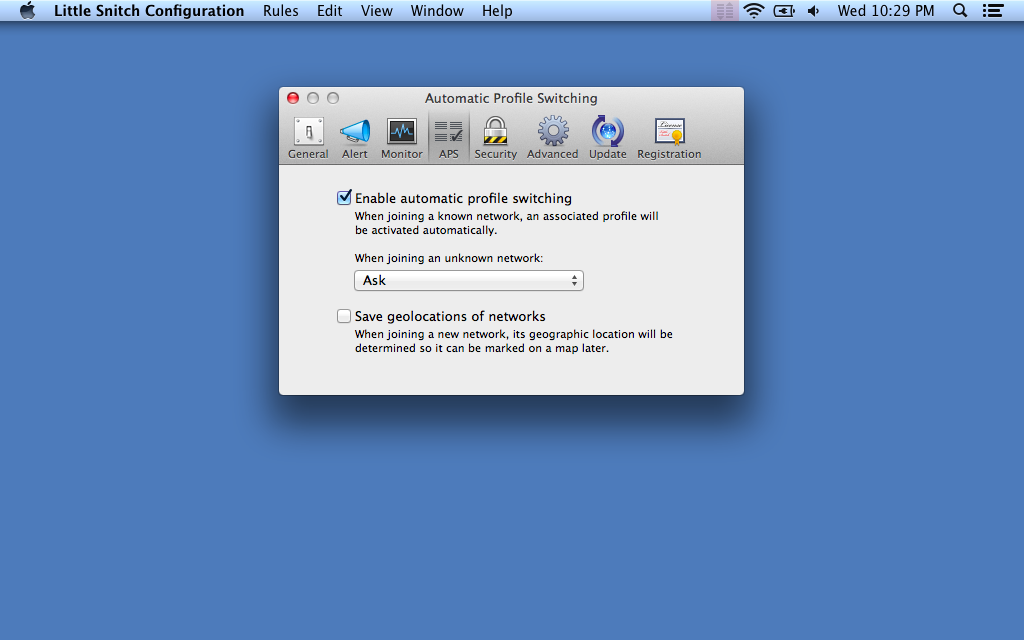 Little Snitch Configuration Rules Edit View Window Help Wed 10:29 PM
Automatic Profile Switching
General Alert Monitor APS Security Advanced Update Registration
Enable automatic profile switching
When joining a known network, an associated profile will
be activated automatically.
When joining an unknown network:
Ask
Save geolocations of networks
When joining a new network, its geographic location will be
determined so it can be marked on a map later.